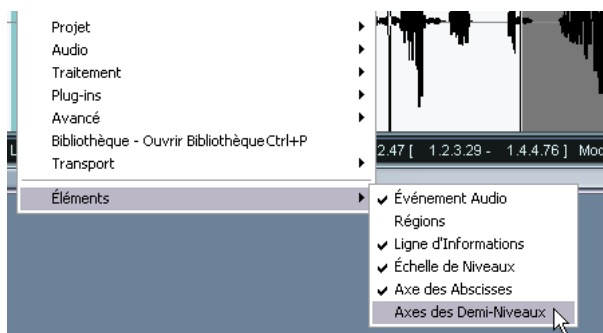 Projet
Audio
Traitement
Plug-ins
Avancé
Bibliothèque - Ouvrir Bibliothèque Ctrl+P
Transport
2.47 [ 1.2.3.29 - 1.4.4.76 ] Mod
Éléments
Événement Audio
Régions
Ligne d'Informations
Échelle de Niveaux
Axe des Abscisses
Axes des Demi-Niveaux